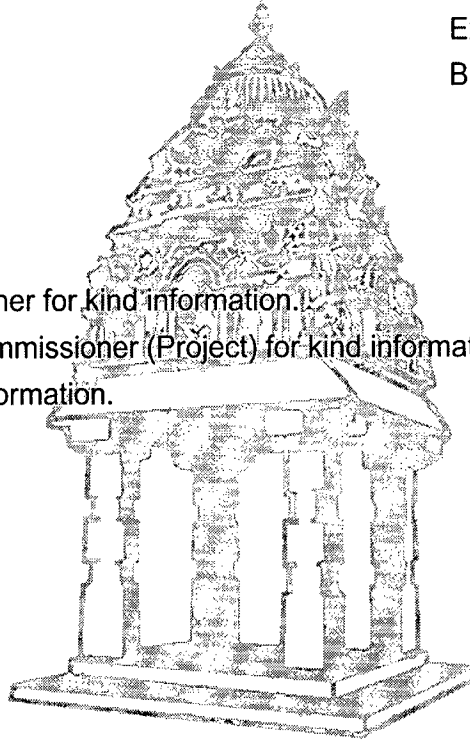 E
B
ner for kind information.
mmissioner (Project) for kind informat
ormation.